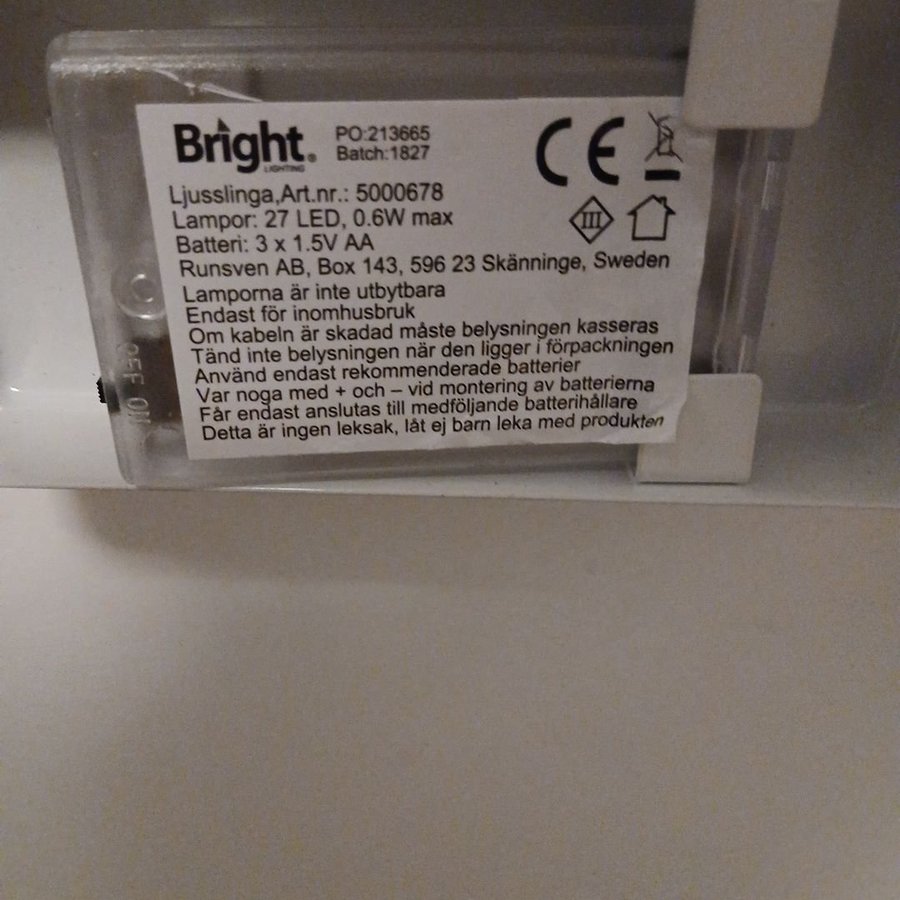 Bright®
LIGHTING
PO:213665
Batch:1827
CE
III
Ljusslinga,Art.nr.: 5000678
Lampor: 27 LED, 0.6W max
Batteri: 3 x 1.5V AA
Runsven AB, Box 143, 596 23 Skänninge, Sweden
Lamporna är inte utbytbara
Endast för inomhusbruk
Om kabeln är skadad måste belysningen kasseras
Tänd inte belysningen när den ligger i förpackningen
Använd endast rekommenderade batterier
Var noga med + och – vid montering av batterierna
Får endast anslutas till medföljande batterihållare
Detta är ingen leksak, låt ej barn leka med produkten
OFF ON